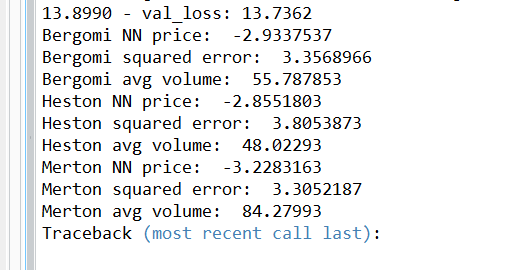 13.8990 - val_loss: 13.7362
Bergomi NN price:  -2.9337537
Bergomi squared error:  3.3568966
Bergomi avg volume:  55.787853
Heston NN price:  -2.8551803
Heston squared error:  3.8053873
Heston avg volume:  48.02293
Merton NN price:  -3.2283163
Merton squared error:  3.3052187
Merton avg volume:  84.27993
Traceback (most recent call last):